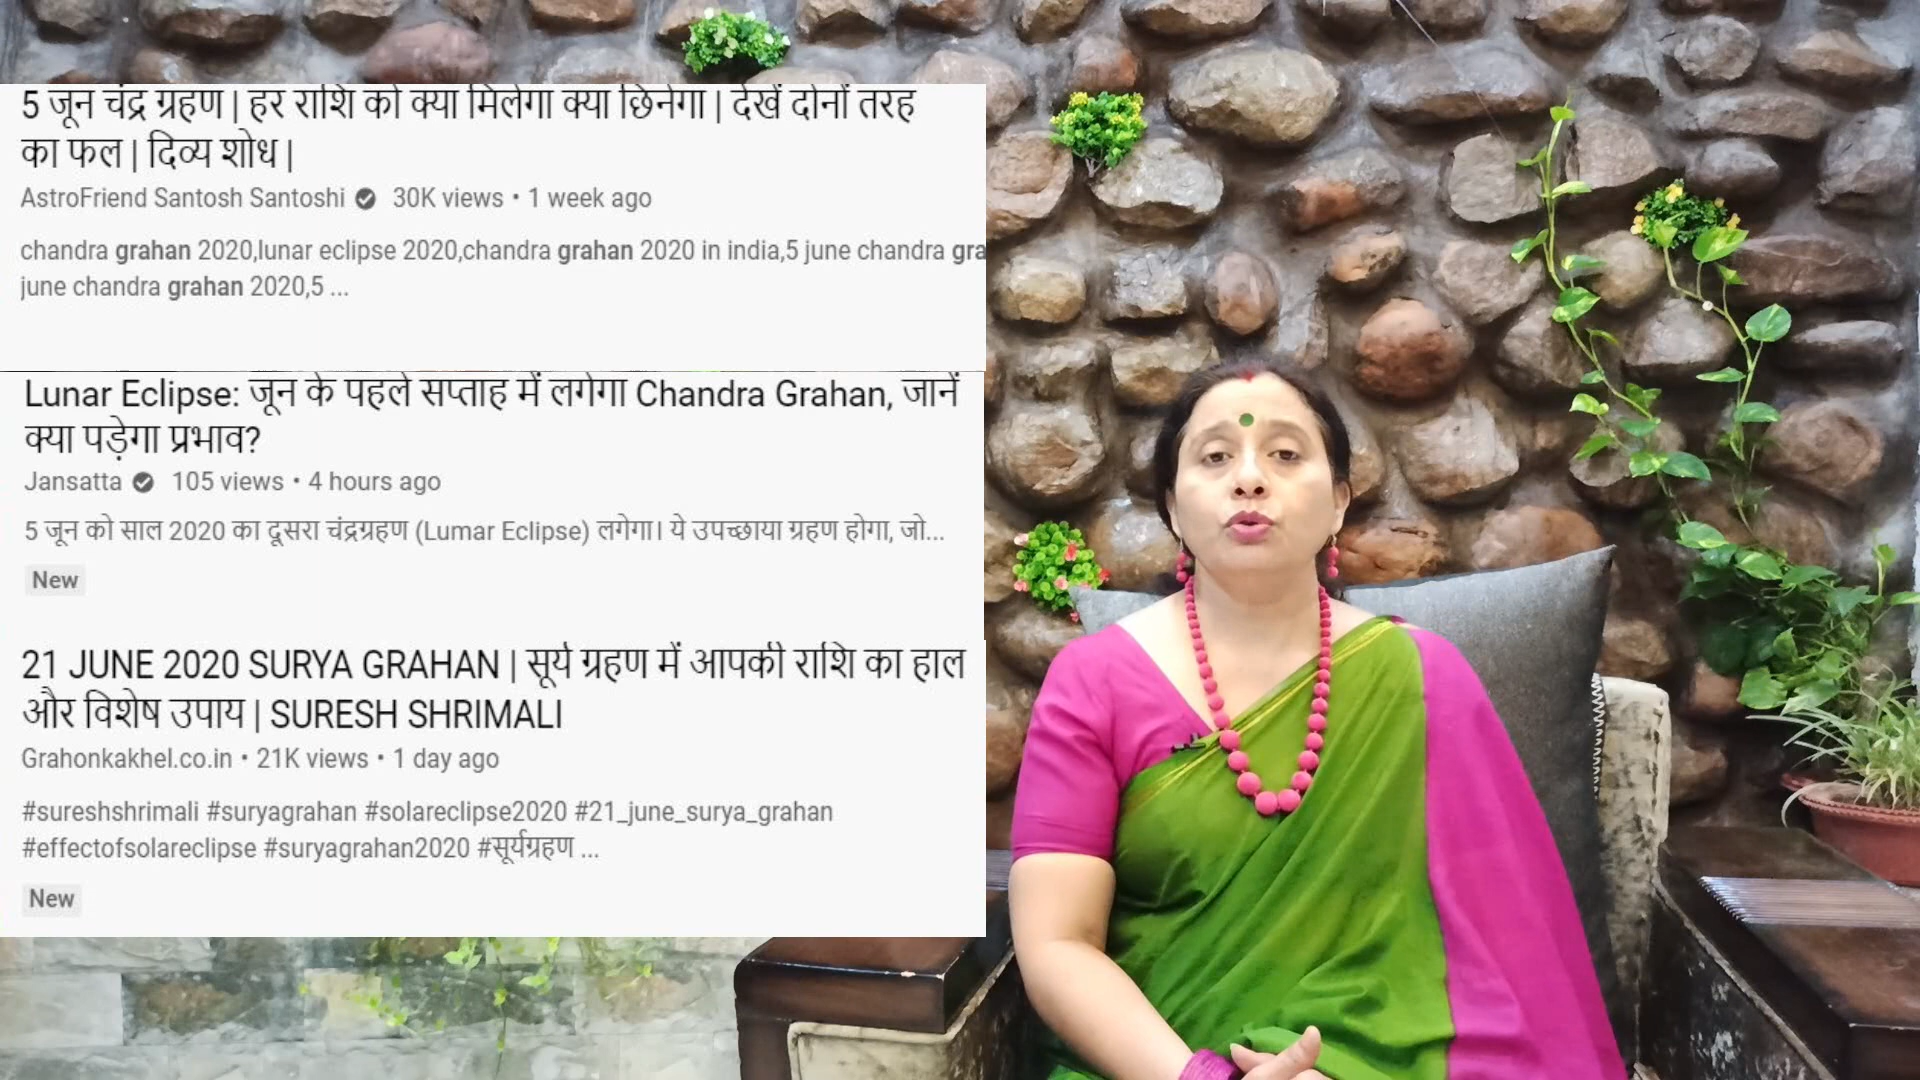 5 जून चंद्र ग्रहण | हर राशि को क्या मिलेगा क्या छिनेगा | देखें दोनों तरह
का फल | दिव्य शोध |
AstroFriend Santosh Santoshi 30K views • 1 week ago
chandra grahan 2020,lunar eclipse 2020,chandra grahan 2020 in india,5 june chandra gra
june chandra grahan 2020,5 ...
Lunar Eclipse: जून के पहले सप्ताह में लगेगा Chandra Grahan, जानें
क्या पड़ेगा प्रभाव?
Jansatta 105 views • 4 hours ago
5 जून को साल 2020 का दूसरा चंद्रग्रहण (Lumar Eclipse) लगेगा। ये उपच्छाया ग्रहण होगा, जो...
New
21 JUNE 2020 SURYA GRAHAN | सूर्य ग्रहण में आपकी राशि का हाल
और विशेष उपाय | SURESH SHRIMALI
Grahonkakhel.co.in • 21K views • 1 day ago
#sureshshrimali #suryagrahan #solareclipse2020 #21_june_surya_grahan
#effectofsolareclipse #suryagrahan2020 #सूर्यग्रहण ...
New